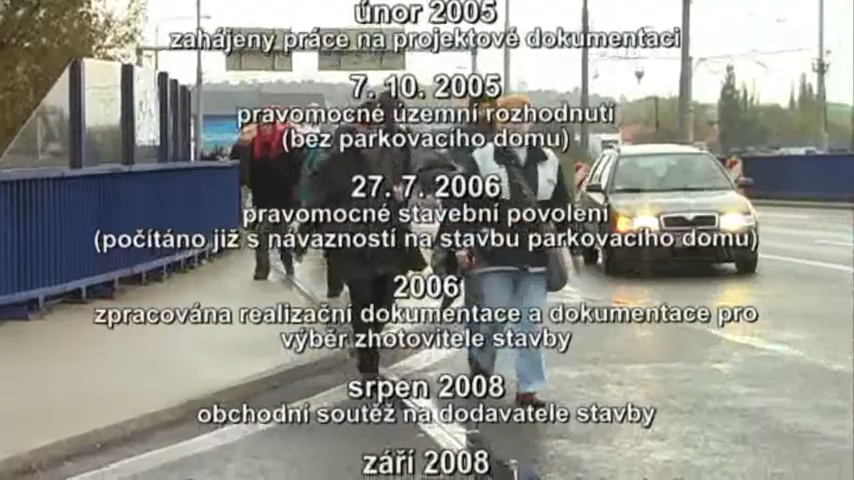 únor 2005
zahájeny práce na projektové dokumentaci
7. 10. 2005
pravomocné územní rozhodnutí
(bez parkovacího domu)
27. 7. 2006
pravomocné stavební povolení
(počítáno již s návazností na stavbu parkovacího domu)
2006
zpracována realizační dokumentace a dokumentace pro
výběr zhotovitele stavby
srpen 2008
obchodní soutěž na dodavatele stavby
září 2008